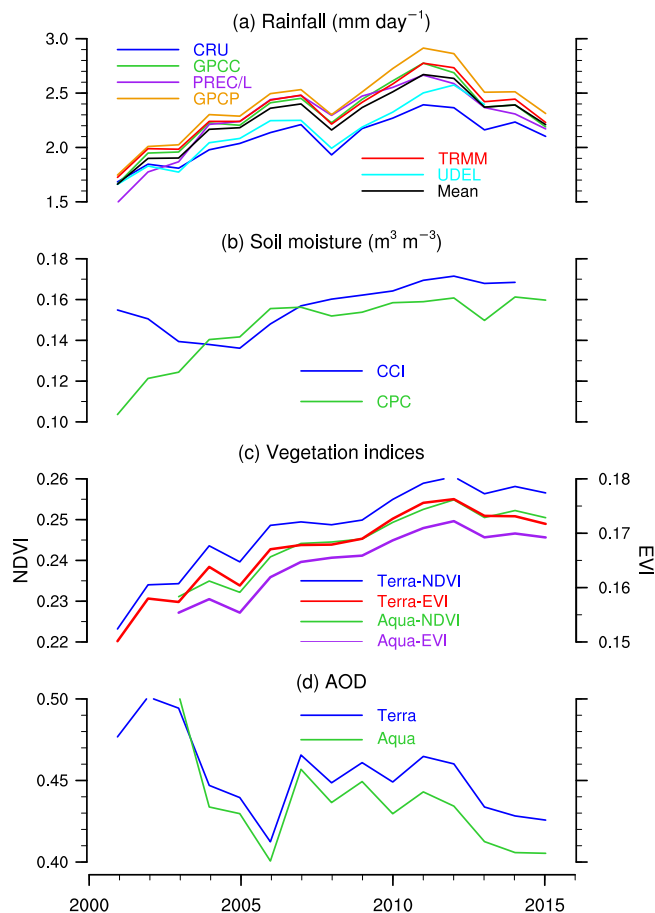 (a) Rainfall (mm day⁻¹)
3.0
2.5
2.0
1.5
CRU
GPCC
PREC/L
GPCP
TRMM
UDEL
Mean
(b) Soil moisture (m³ m⁻³)
0.18
0.16
0.14
0.12
0.10
CCI
CPC
(c) Vegetation indices
0.26
0.25
0.24
0.23
0.22
NDVI
0.18
0.17
0.16
0.15
EVI
Terra-NDVI
Terra-EVI
Aqua-NDVI
Aqua-EVI
(d) AOD
0.50
0.45
0.40
Terra
Aqua
2000 2005 2010 2015